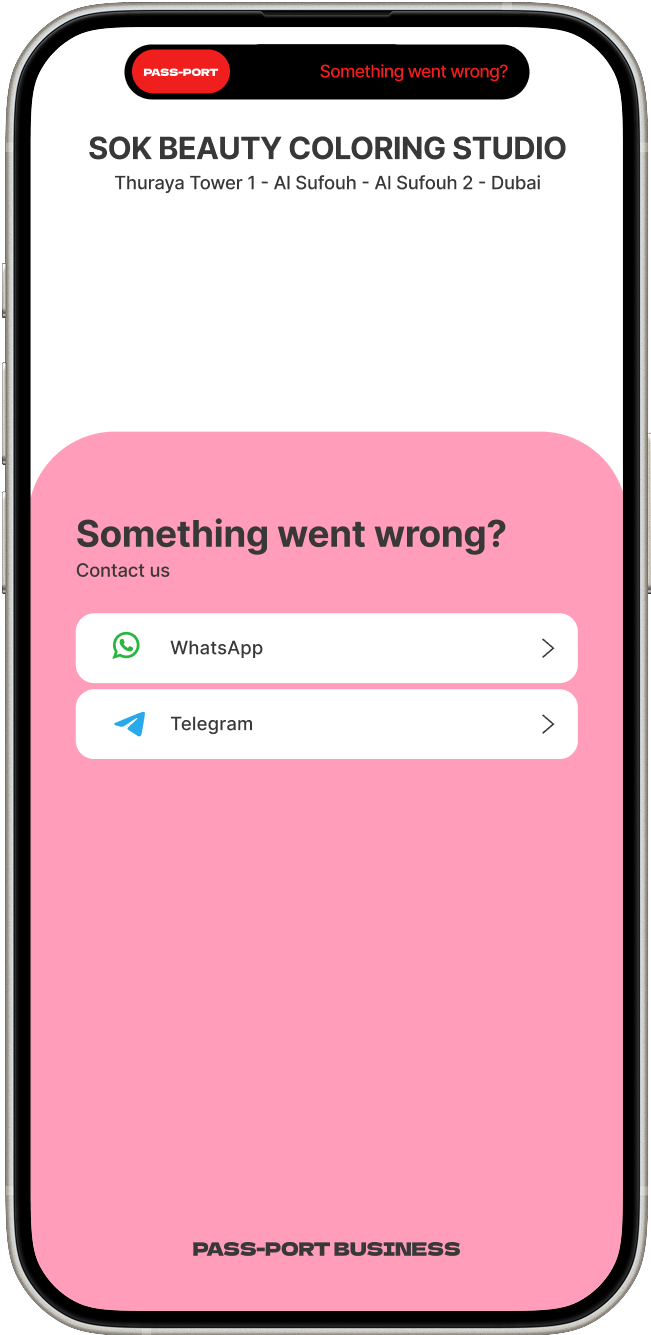 PASS-PORT
Something went wrong?
SOK BEAUTY COLORING STUDIO
Thuraya Tower 1 - Al Sufouh - Al Sufouh 2 - Dubai
Something went wrong?
Contact us
WhatsApp
Telegram
PASS-PORT BUSINESS